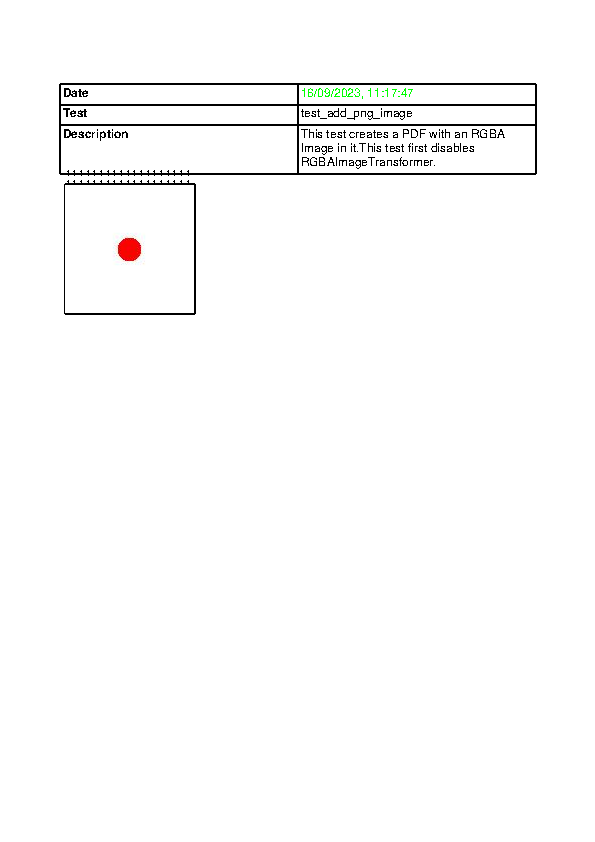 Date 16/09/2023, 11:17:47
Test test_add_png_image
Description This test creates a PDF with an RGBA
Image in it.This test first disables
RGBAImageTransformer.